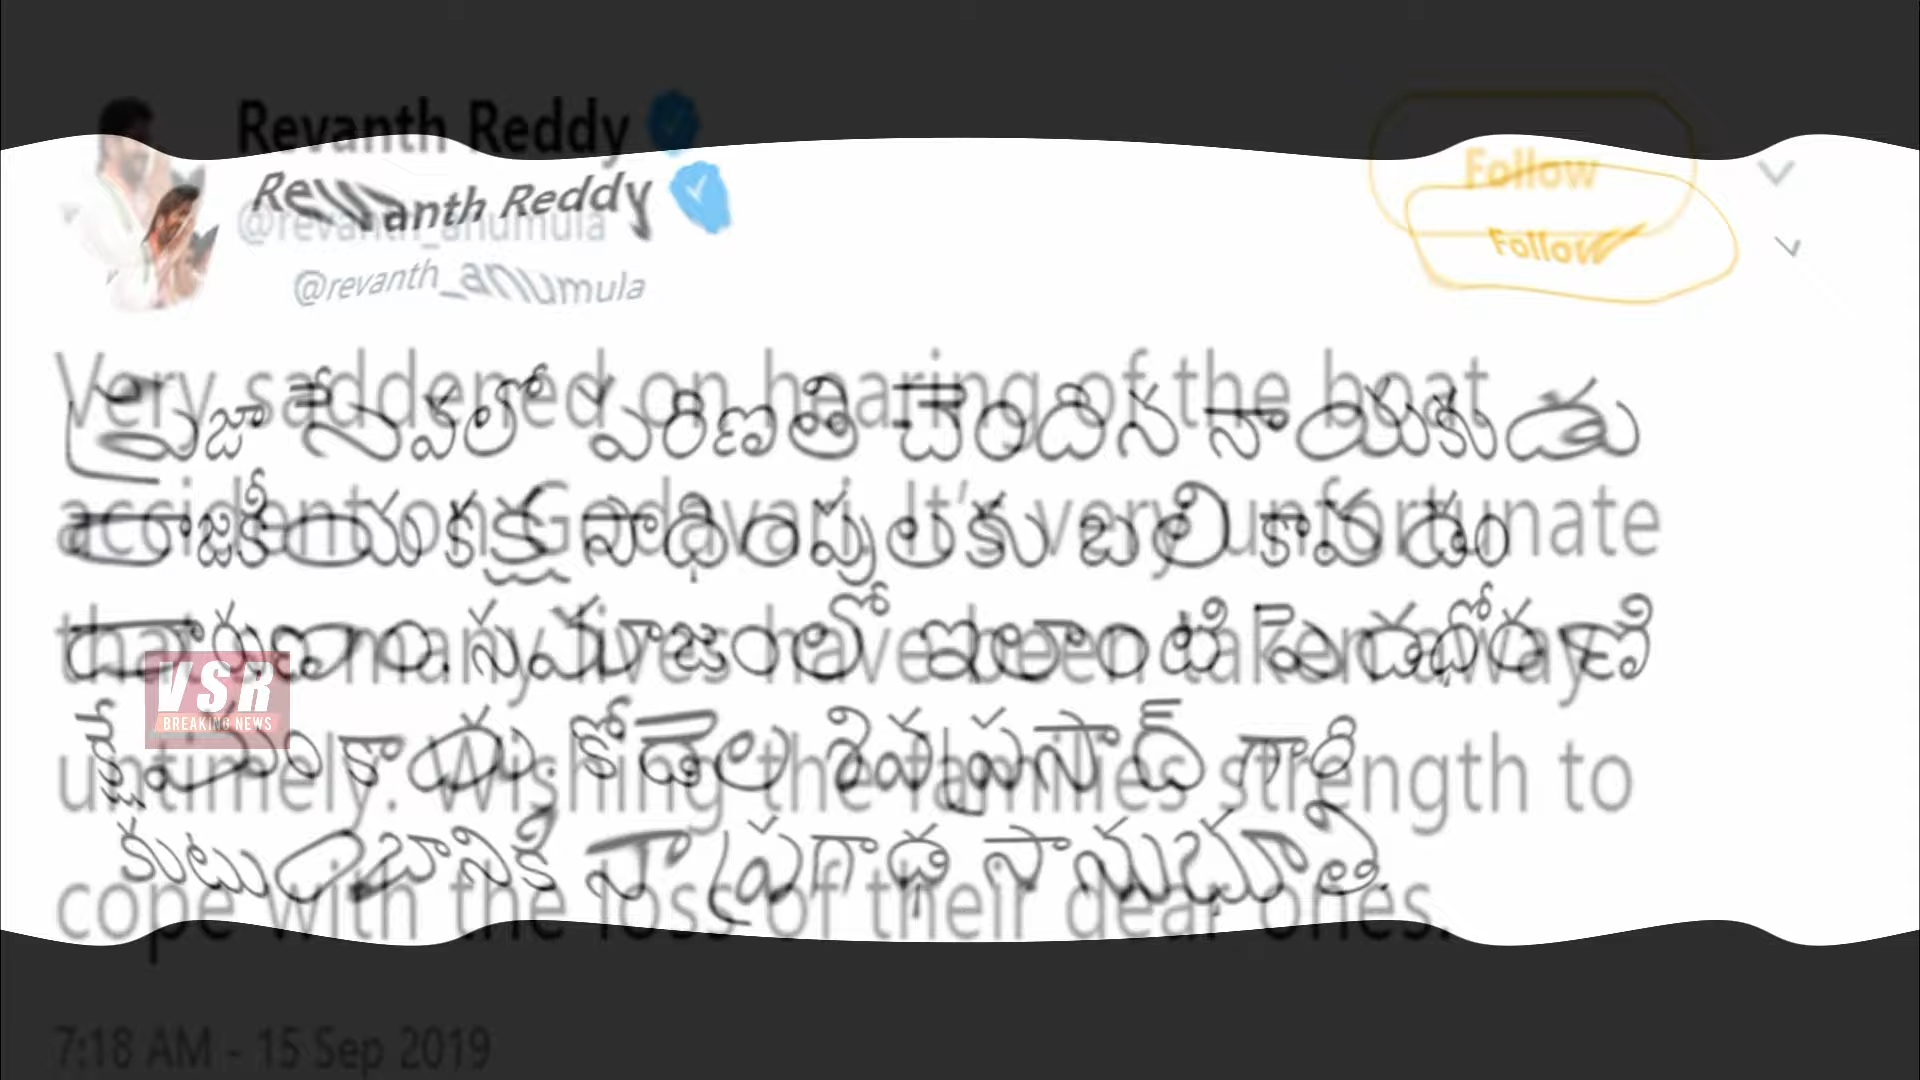 Revanth Reddy
@revanth_anumula
Follow
Revanth Reddy
@revanth_anumula
Follow
Very saddened on hearing of the boat
accident on Godavari. It's very unfortunate
that many lives have been taken away
untimely. Wishing the families strength to
cope with the loss of their dear ones.
7:18 AM - 15 Sep 2019
ప్రజా సేవలో పరిణతి చెందిన నాయకుడు
రాజకీయ కక్ష సాధింపులకు బలి కావడం
దారుణం. సమాజంలో ఇలాంటి పెడధోరణి
మంచి కాదు. కోడెల శివప్రసాద్ గారి
కుటుంబానికి నా ప్రగాఢ సానుభూతి.
VSR
BREAKING NEWS